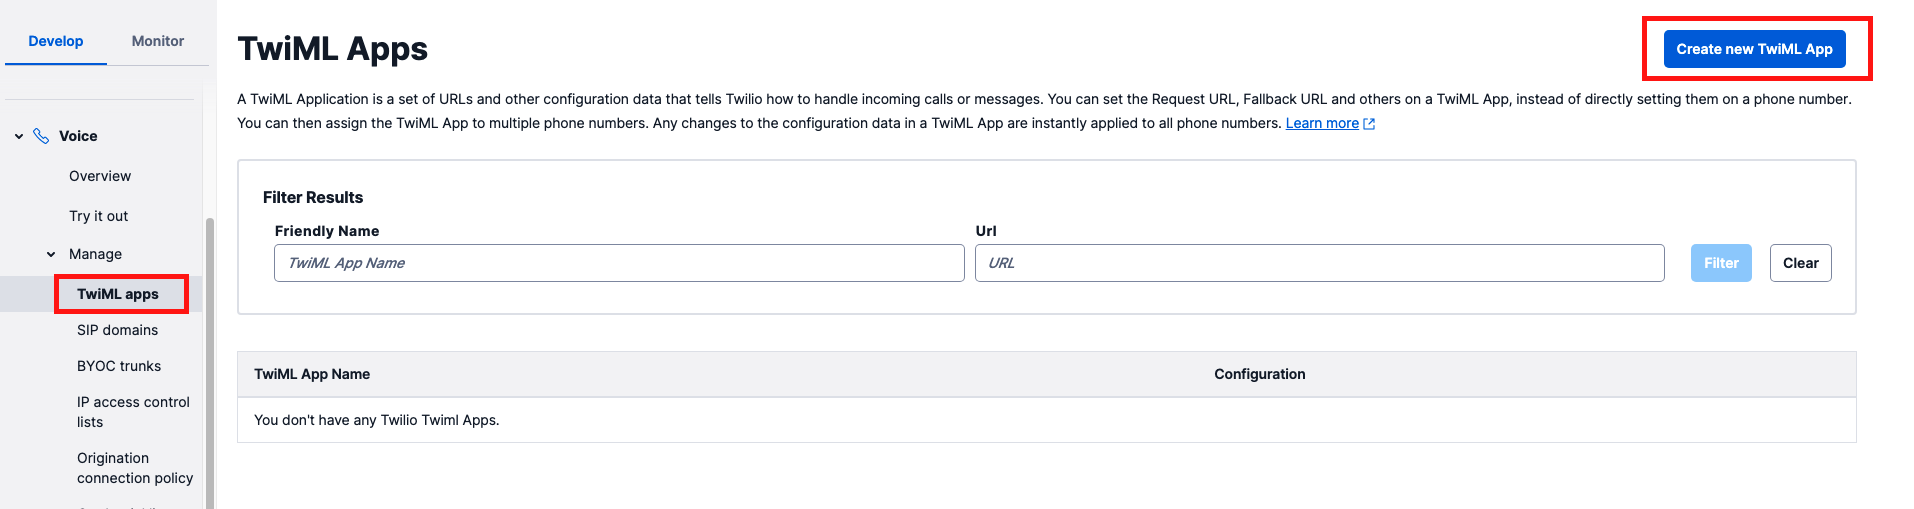 Develop
Monitor
Voice
Overview
Try it out
Manage
TwiML apps
SIP domains
BYOC trunks
IP access control
lists
Origination
connection policy
TwiML Apps
Create new TwiML App
A TwiML Application is a set of URLs and other configuration data that tells Twilio how to handle incoming calls or messages. You can set the Request URL, Fallback URL and others on a TwiML App, instead of directly setting them on a phone number.
You can then assign the TwiML App to multiple phone numbers. Any changes to the configuration data in a TwiML App are instantly applied to all phone numbers. Learn more
Filter Results
Friendly Name
Url
TwiML App Name
URL
Filter
Clear
TwiML App Name
Configuration
You don't have any Twilio Twiml Apps.